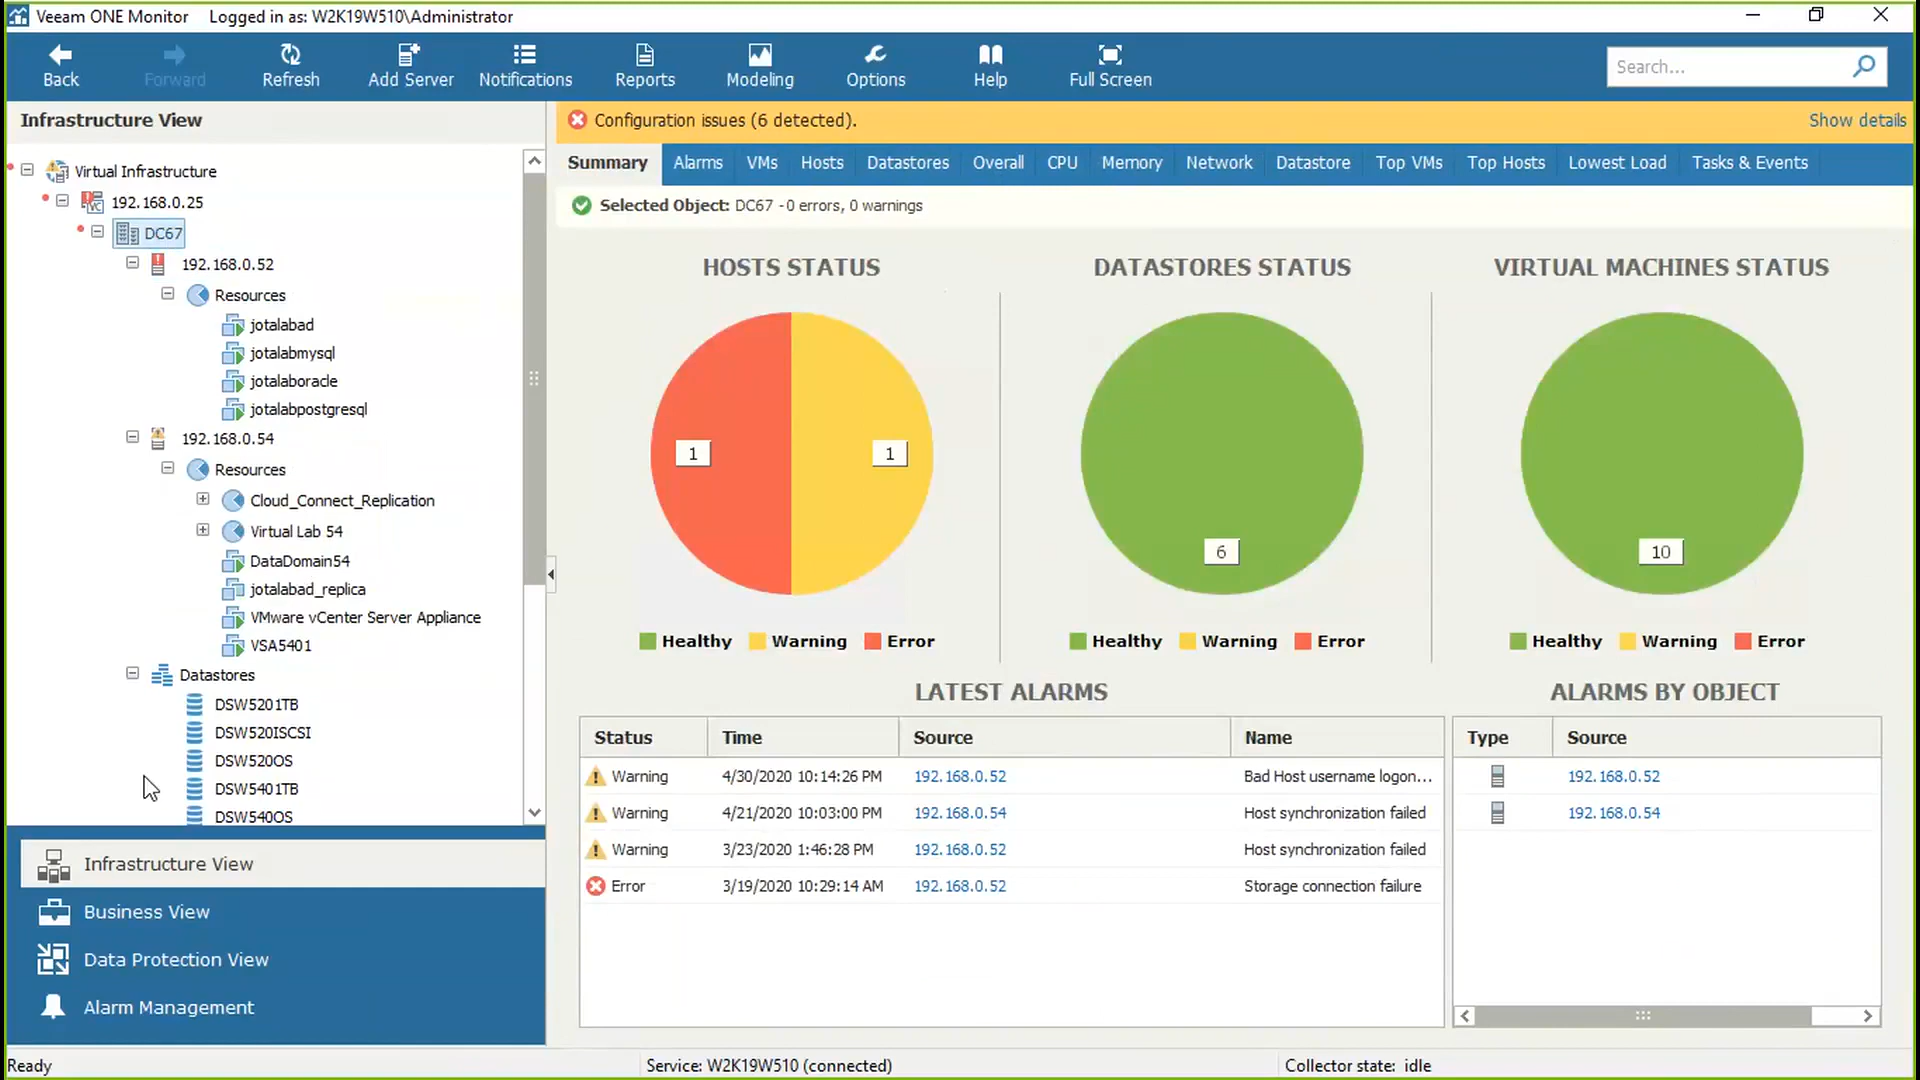 Veeam ONE Monitor Logged in as: W2K19W510\Administrator
Back Forward Refresh Add Server Notifications Reports Modeling Options Help Full Screen Search...
Infrastructure View
Configuration issues (6 detected). Show details
Summary Alarms VMs Hosts Datastores Overall CPU Memory Network Datastore Top VMs Top Hosts Lowest Load Tasks & Events
Selected Object: DC67 -0 errors, 0 warnings
Virtual Infrastructure
192.168.0.25
DC67
192.168.0.52
Resources
jotalabad
jotalabmysql
jotalaboracle
jotalabpostgresql
192.168.0.54
Resources
Cloud_Connect_Replication
Virtual Lab 54
DataDomain54
jotalabad_replica
VMware vCenter Server Appliance
VSA5401
Datastores
DSW5201TB
DSW520ISCSI
DSW520OS
DSW5401TB
DSW540OS
Infrastructure View
Business View
Data Protection View
Alarm Management
HOSTS STATUS
1 1
Healthy Warning Error
DATASTORES STATUS
6
Healthy Warning Error
VIRTUAL MACHINES STATUS
10
Healthy Warning Error
LATEST ALARMS
Status Time Source Name
Warning 4/30/2020 10:14:26 PM 192.168.0.52 Bad Host username logon...
Warning 4/21/2020 10:03:00 PM 192.168.0.54 Host synchronization failed
Warning 3/23/2020 1:46:28 PM 192.168.0.52 Host synchronization failed
Error 3/19/2020 10:29:14 AM 192.168.0.52 Storage connection failure
ALARMS BY OBJECT
Type Source
192.168.0.52
192.168.0.54
Ready Service: W2K19W510 (connected) Collector state: idle